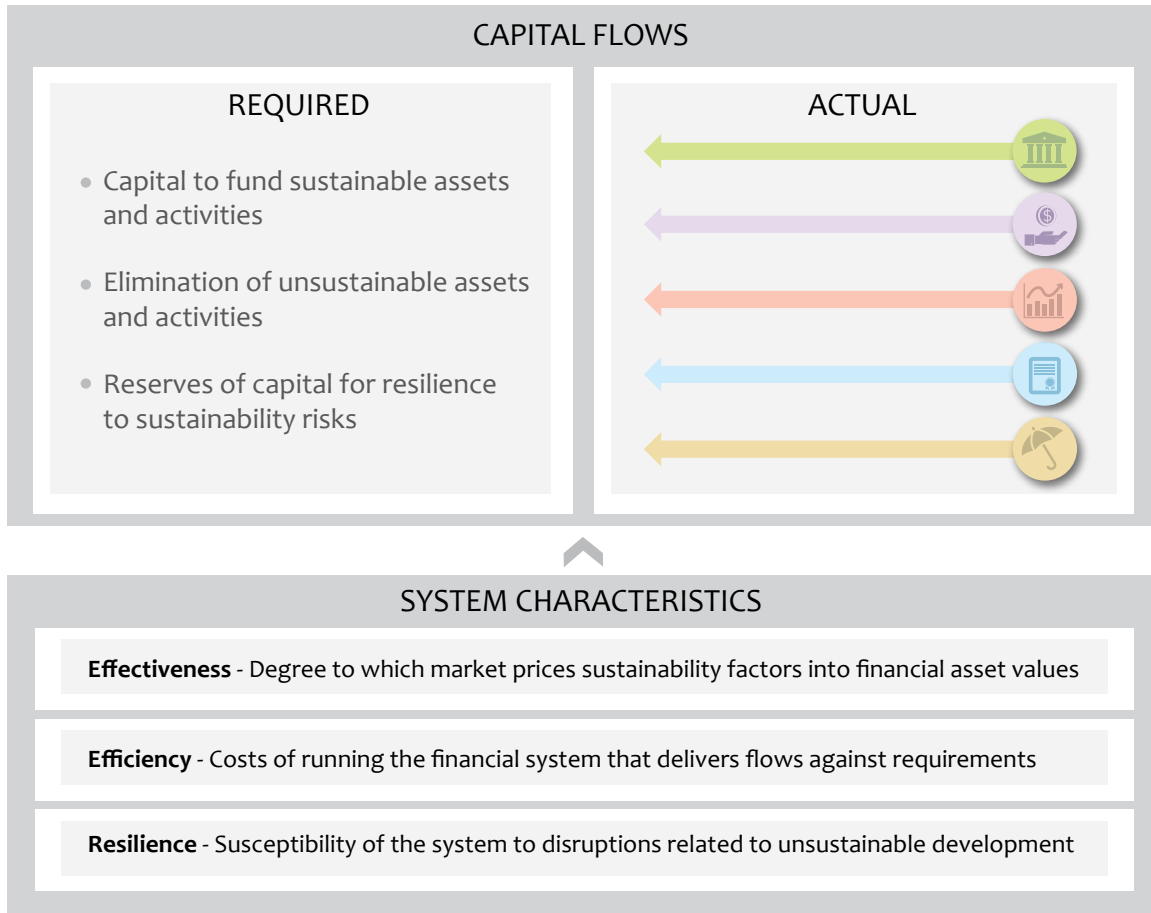 CAPITAL FLOWS
REQUIRED
• Capital to fund sustainable assets
and activities
• Elimination of unsustainable assets
and activities
• Reserves of capital for resilience
to sustainability risks
ACTUAL
$
SYSTEM CHARACTERISTICS
Effectiveness - Degree to which market prices sustainability factors into financial asset values
Efficiency - Costs of running the financial system that delivers flows against requirements
Resilience - Susceptibility of the system to disruptions related to unsustainable development